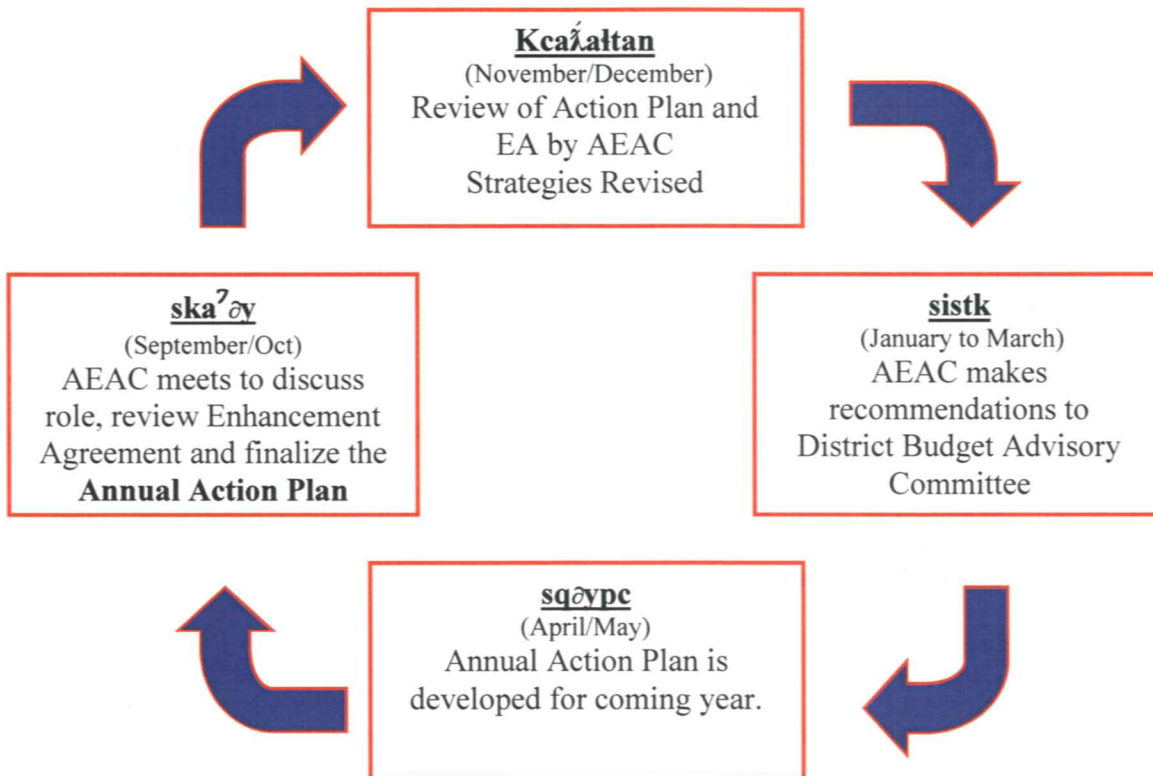 Kcaƛ̓ałtan
(November/December)
Review of Action Plan and
EA by AEAC
Strategies Revised
ska⁷∂y
(September/Oct)
AEAC meets to discuss
role, review Enhancement
Agreement and finalize the
Annual Action Plan
sistk
(January to March)
AEAC makes
recommendations to
District Budget Advisory
Committee
sq∂ypc
(April/May)
Annual Action Plan is
developed for coming year.